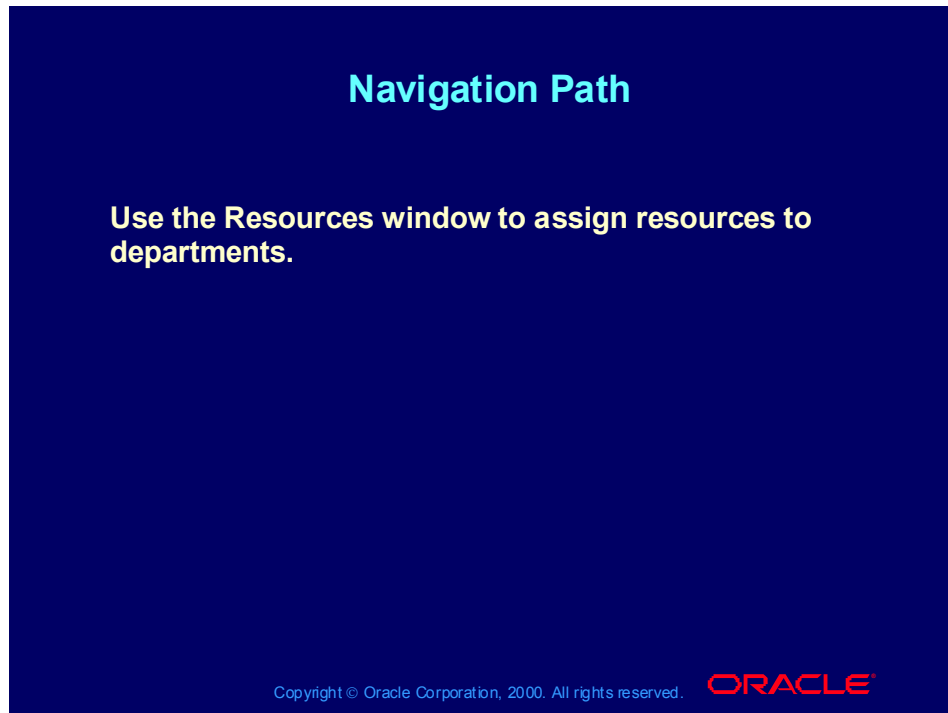 Navigation Path
Use the Resources window to assign resources to
departments.
Copyright © Oracle Corporation, 2000. All rights reserved.
ORACLE®